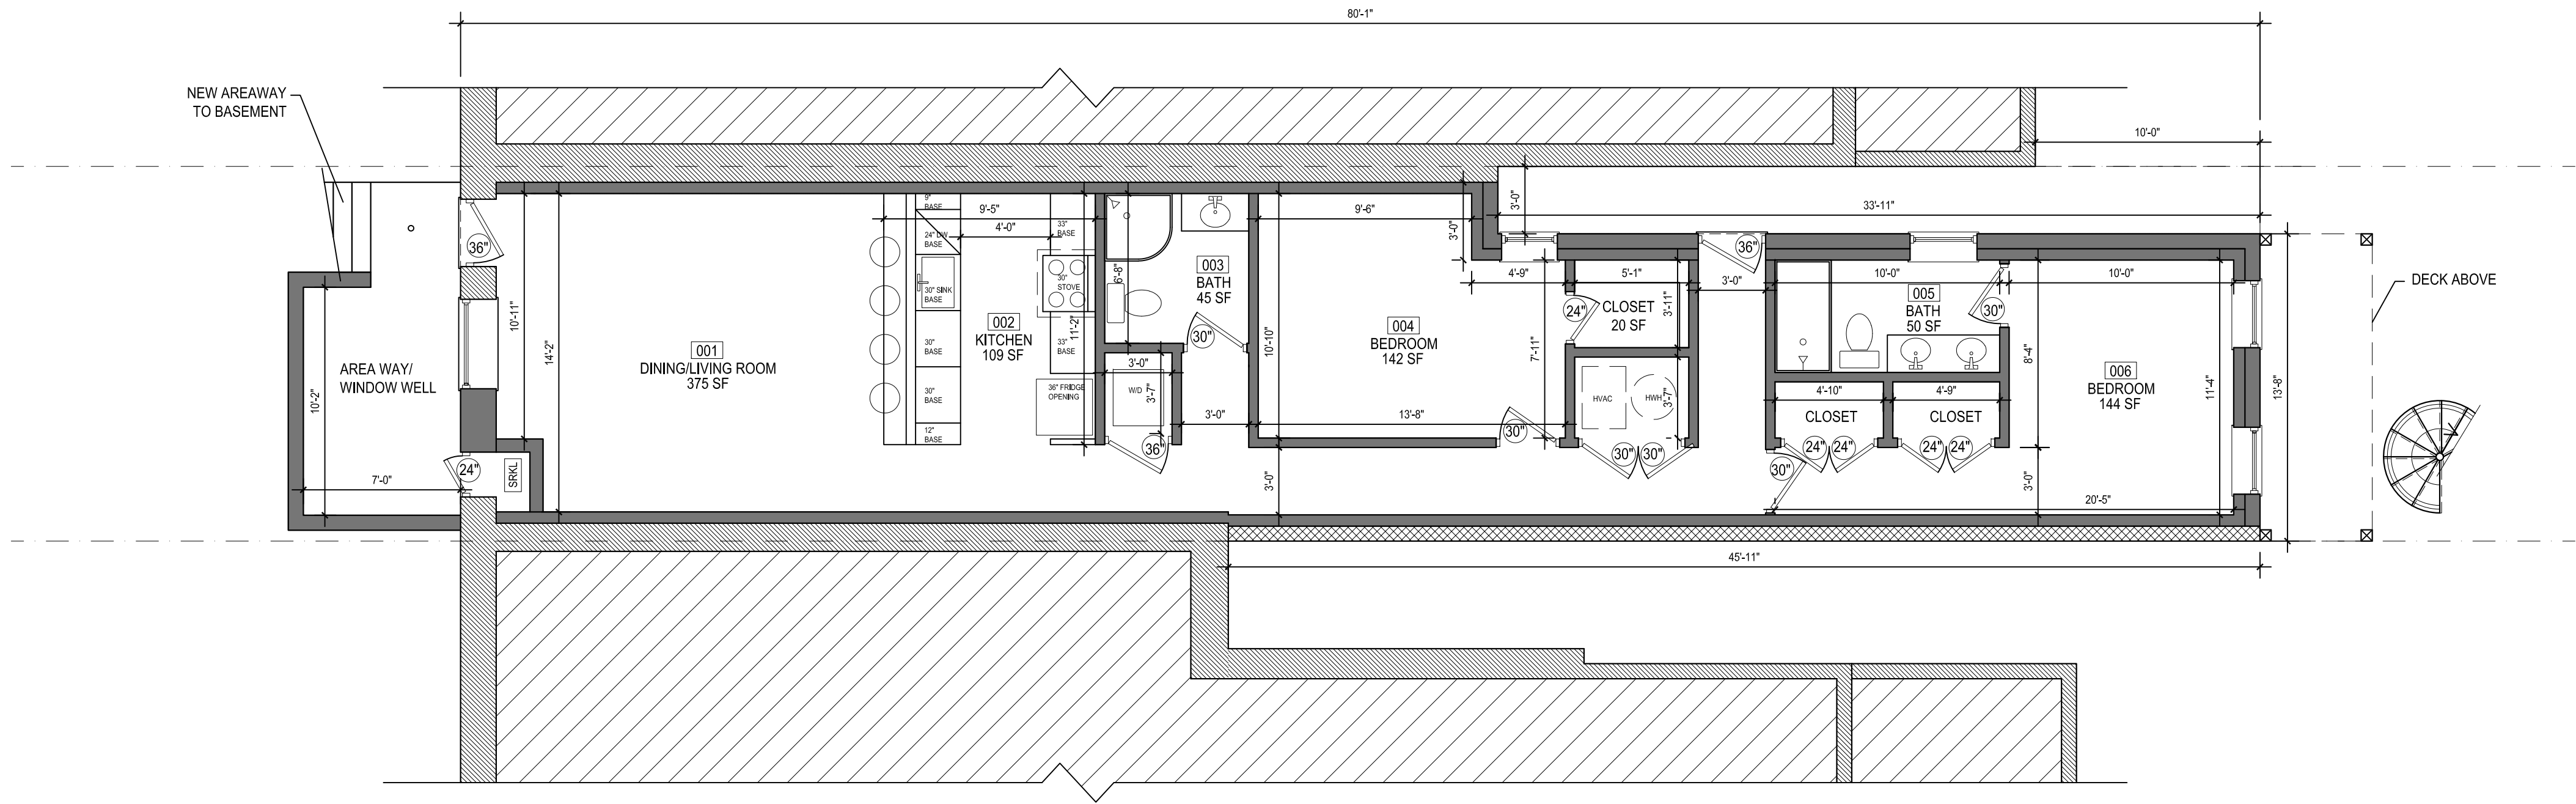 80'-1"
NEW AREAWAY
TO BASEMENT
10'-0"
3'-0"
33'-11"
3'-0"
9"
BASE
9'-5"
4'-0"
33"
BASE
24" DW
BASE
9'-6"
36"
36"
DECK ABOVE
003
BATH
45 SF
6'-8"
30"
STOVE
30" SINK
BASE
4'-9"
5'-1"
3'-0"
10'-0"
10'-0"
005
BATH
50 SF
30"
24"
CLOSET
20 SF
3'-11"
10'-11"
14'-2"
002
KITCHEN
109 SF
11'-2"
30"
004
BEDROOM
142 SF
10'-10"
7'-11"
30"
BASE
33"
BASE
001
DINING/LIVING ROOM
375 SF
8'-4"
11'-4"
13'-8"
AREA WAY/
WINDOW WELL
10'-2"
3'-0"
36" FRIDGE
OPENING
W/D
3'-7"
30"
BASE
HVAC
HWH
3'-7"
006
BEDROOM
144 SF
4'-10"
4'-9"
CLOSET
CLOSET
3'-0"
13'-8"
12"
BASE
36"
30"
30"
30"
24"
24"
24"
24"
24"
SRKL
7'-0"
3'-0"
30"
3'-0"
20'-5"
45'-11"